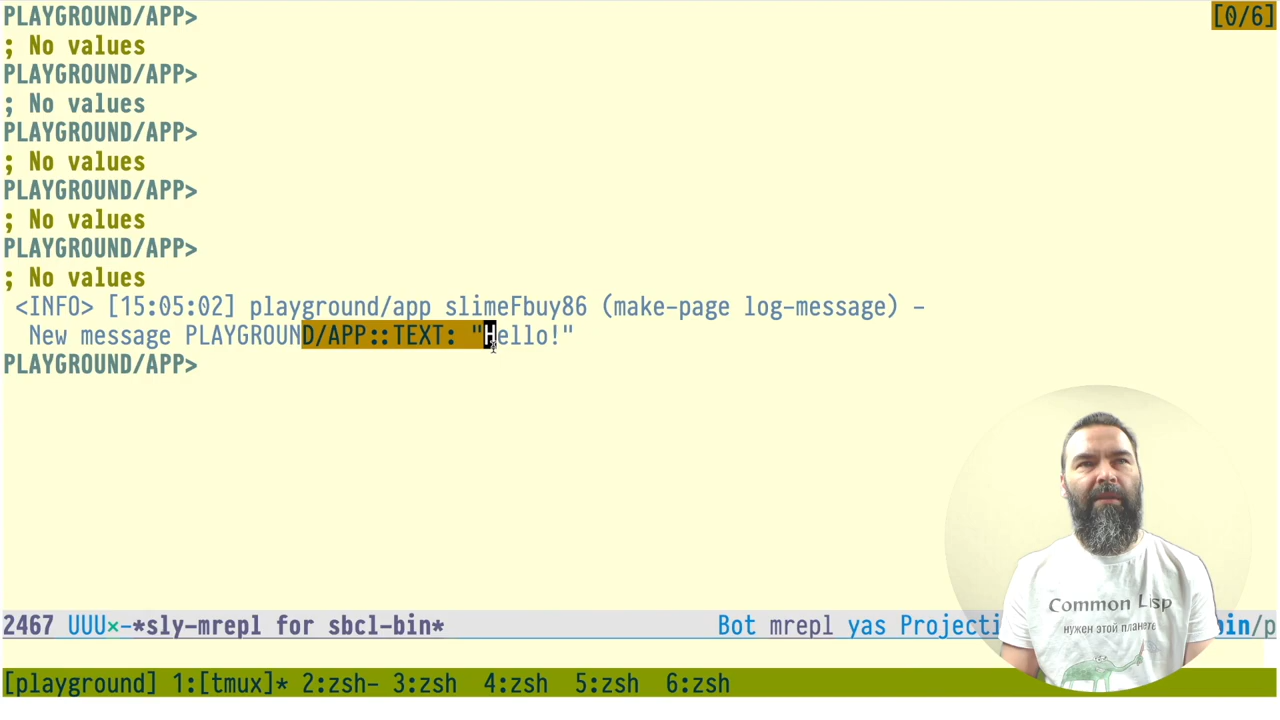 PLAYGROUND/APP>
[0/6]
; No values
PLAYGROUND/APP>
; No values
PLAYGROUND/APP>
; No values
PLAYGROUND/APP>
; No values
PLAYGROUND/APP>
; No values
<INFO> [15:05:02] playground/app slimeFbuy86 (make-page log-message) –
New message PLAYGROUND/APP::TEXT: "Hello!"
PLAYGROUND/APP>
Common Lisp
нужен этой планете
2467 UUU×-*sly-mrepl for sbcl-bin* Bot mrepl yas Projecti bin/p
[playground] 1:[tmux]* 2:zsh- 3:zsh 4:zsh 5:zsh 6:zsh